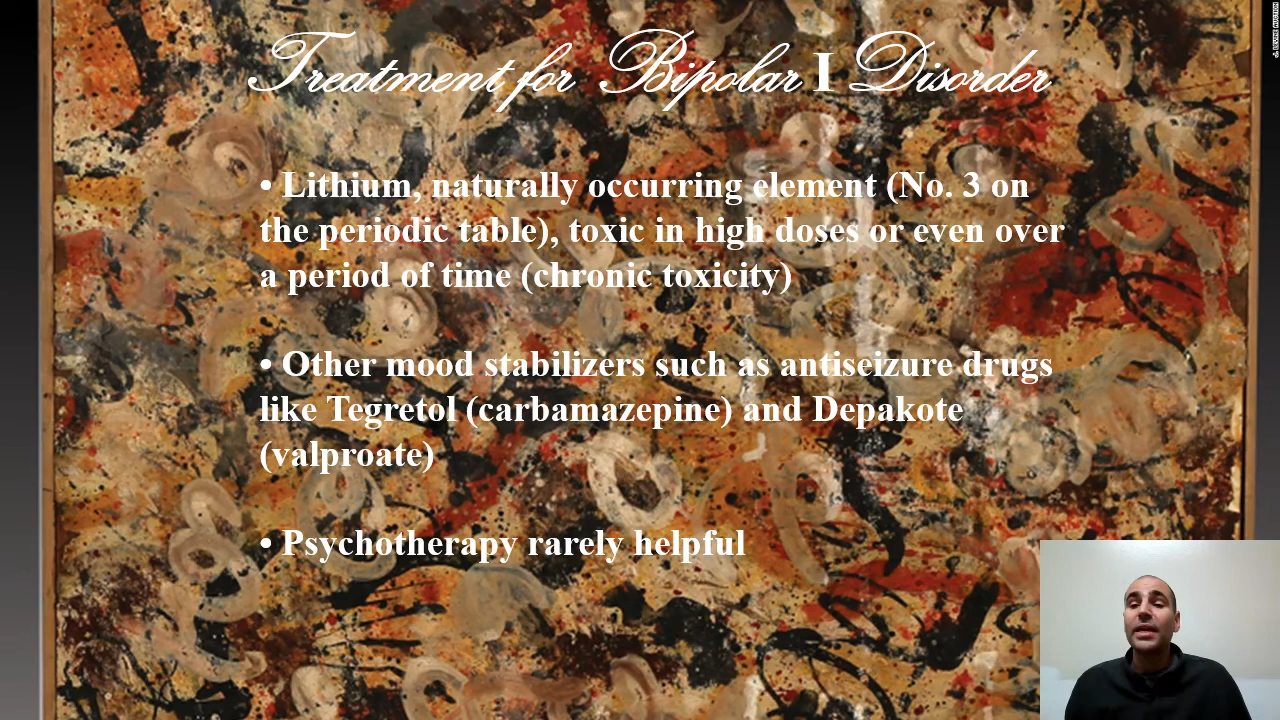 Treatment for Bipolar I Disorder
• Lithium, naturally occurring element (No. 3 on
the periodic table), toxic in high doses or even over
a period of time (chronic toxicity)
• Other mood stabilizers such as antiseizure drugs
like Tegretol (carbamazepine) and Depakote
(valproate)
• Psychotherapy rarely helpful